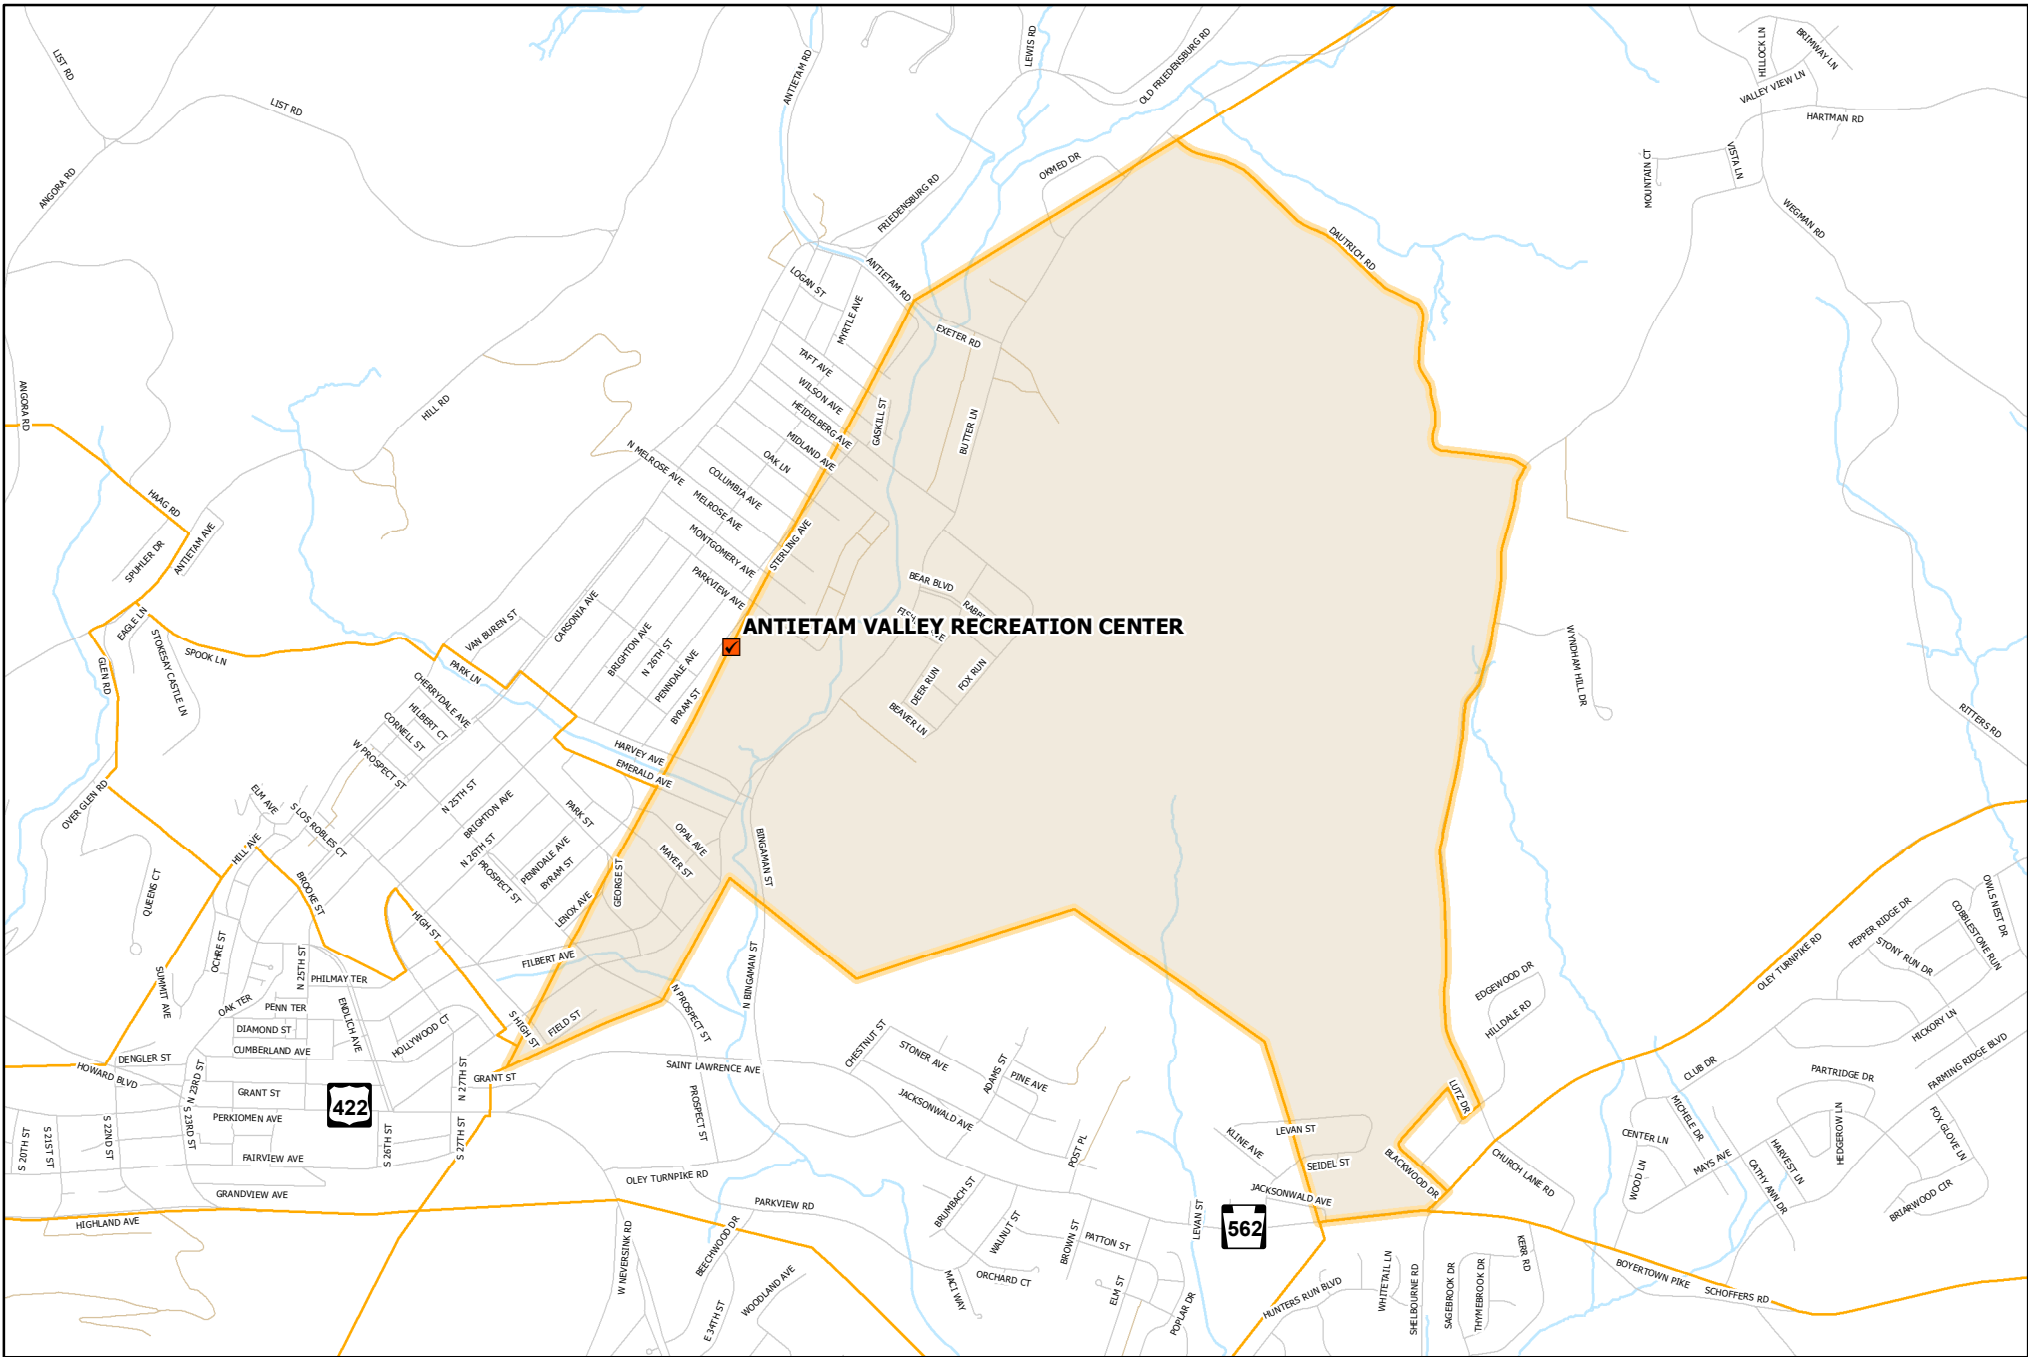 LIST RD
LIST RD
ANTIETAM RD
LEWIS RD
OLD FRIEDENSBURG RD
HILLOCK LN
BRIMWAY LN
VALLEY VIEW LN
HARTMAN RD
ANGORA RD
OKMED DR
MOUNTAIN CT
VISTA LN
FRIEDENSBURG RD
WEGMAN RD
DAUTRICH RD
LOGAN ST
ANTIETAM RD
MYRTLE AVE
EXETER RD
TAFT AVE
WILSON AVE
HEIDELBERG AVE
ANGORA RD
HILL RD
GASKILL ST
BUTTER LN
MIDLAND AVE
OAK LN
N MELROSE AVE
COLUMBIA AVE
MELROSE AVE
HAAG RD
MONTGOMERY AVE
STERLING AVE
SPUHLER DR
ANTIETAM AVE
PARKVIEW AVE
BEAR BLVD
EAGLE LN
VAN BUREN ST
CARSONIA AVE
ANTIETAM VALLEY RECREATION CENTER
STOKESAY CASTLE LN
SPOOK LN
GLEN RD
PARK LN
BRIGHTON AVE
N 26TH ST
PENNDALE AVE
BYRAM ST
DEER RUN
FOX RUN
BEAVER LN
WYNDHAM HILL DR
CHERRYDALE AVE
HILBERT CT
CORNELL ST
W PROSPECT ST
HARVEY AVE
EMERALD AVE
RITTERS RD
OVER GLEN RD
ELM AVE
S LOS ROBLES CT
N 25TH ST
BRIGHTON AVE
PARK ST
OPAL AVE
MAYER ST
BINGAMAN ST
HILL AVE
N 26TH ST
PROSPECT ST
PENNDALE AVE
BYRAM ST
GEORGE ST
LENOX AVE
QUEENS CT
BROOKE ST
HIGH ST
OWLS NEST DR
PEPPER RIDGE DR
COBBLESTONE RUN
STONY RUN DR
OLEY TURNPIKE RD
OCHRE ST
N 25TH ST
FILBERT AVE
N BINGAMAN ST
EDGEWOOD DR
HILLDALE RD
SUMMIT AVE
PHILMAY TER
OAK TER
PENN TER
ENDLICH AVE
DIAMOND ST
CUMBERLAND AVE
HOLLYWOOD CT
S HIGH ST
FIELD ST
N PROSPECT ST
HICKORY LN
FARMING RIDGE BLVD
DENGLER ST
HOWARD BLVD
N 23RD ST
GRANT ST
PERKIOMEN AVE
422
N 27TH ST
GRANT ST
SAINT LAWRENCE AVE
CHESTNUT ST
STONER AVE
ADAMS ST
PINE AVE
JACKSONWALD AVE
LUTZ DR
CLUB DR
PARTRIDGE DR
MICHELE DR
FOX GLOVE LN
S 20TH ST
S 21ST ST
S 22ND ST
S 23RD ST
FAIRVIEW AVE
S 26TH ST
S 27TH ST
PROSPECT ST
POST PL
KLINE AVE
LEVAN ST
SEIDEL ST
BLACKWOOD DR
CHURCH LANE RD
CENTER LN
WOOD LN
MAYS AVE
HARVEST LN
CATHY ANN DR
HEDGEROW LN
BRIARWOOD CIR
GRANDVIEW AVE
HIGHLAND AVE
OLEY TURNPIKE RD
PARKVIEW RD
BRUMBACH ST
WALNUT ST
BROWN ST
PATTON ST
LEVAN ST
JACKSONWALD AVE
562
W NEVERSINK RD
BEECHWOOD DR
E 34TH ST
WOODLAND AVE
MACI WAY
ORCHARD CT
ELM ST
POPLAR DR
HUNTERS RUN BLVD
WHITETAIL LN
SHELBOURNE RD
SAGEBROOK DR
THYMEBROOK DR
KERR RD
BOYERTOWN PIKE
SCHOFFERS RD